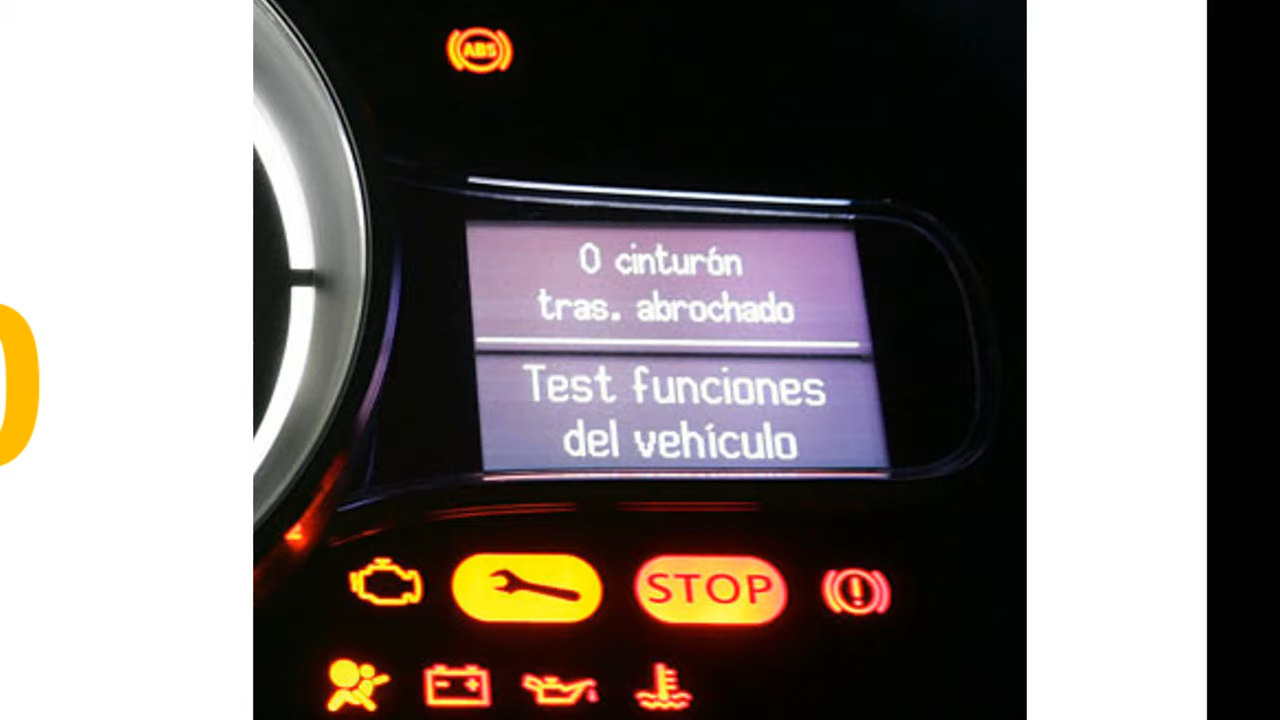 ABS
0 cinturón
tras. abrochado
Test funciones
del vehículo
STOP